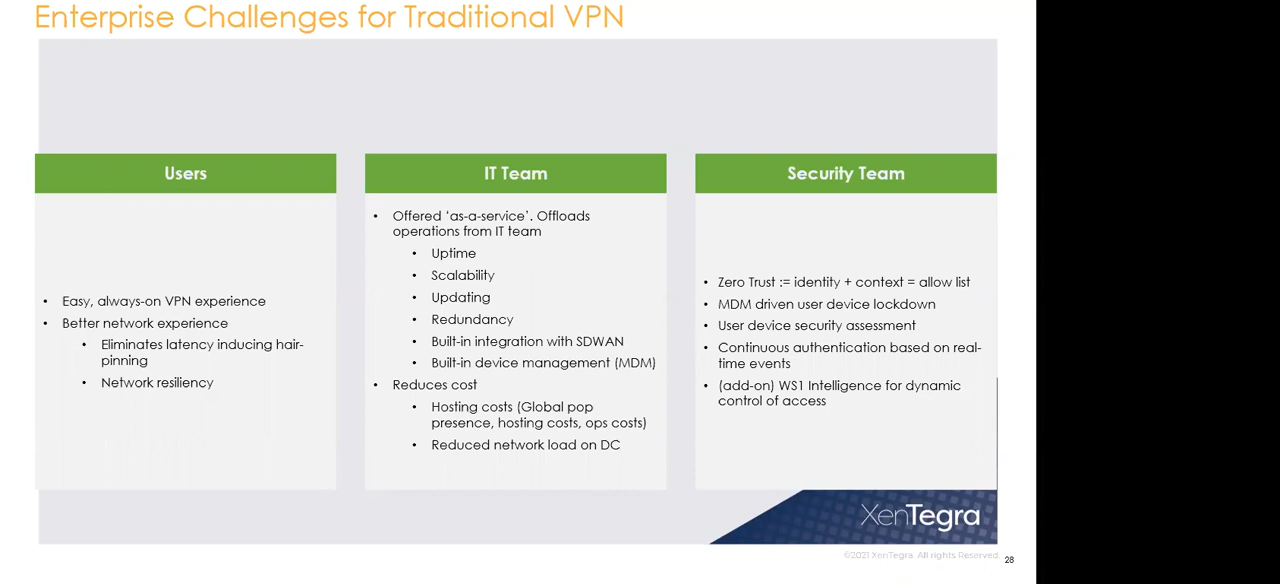 Enterprise Challenges for Traditional VPN
Users
• Easy, always-on VPN experience
• Better network experience
• Eliminates latency inducing hair-
pinning
• Network resiliency
IT Team
• Offered ‘as-a-service’. Offloads
operations from IT team
• Uptime
• Scalability
• Updating
• Redundancy
• Built-in integration with SDWAN
• Built-in device management (MDM)
• Reduces cost
• Hosting costs (Global pop
presence, hosting costs, ops costs)
• Reduced network load on DC
Security Team
• Zero Trust := identity + context = allow list
• MDM driven user device lockdown
• User device security assessment
• Continuous authentication based on real-
time events
• (add-on) WS1 Intelligence for dynamic
control of access
XenTegra
©2021 XenTegra. All rights Reserved.
28